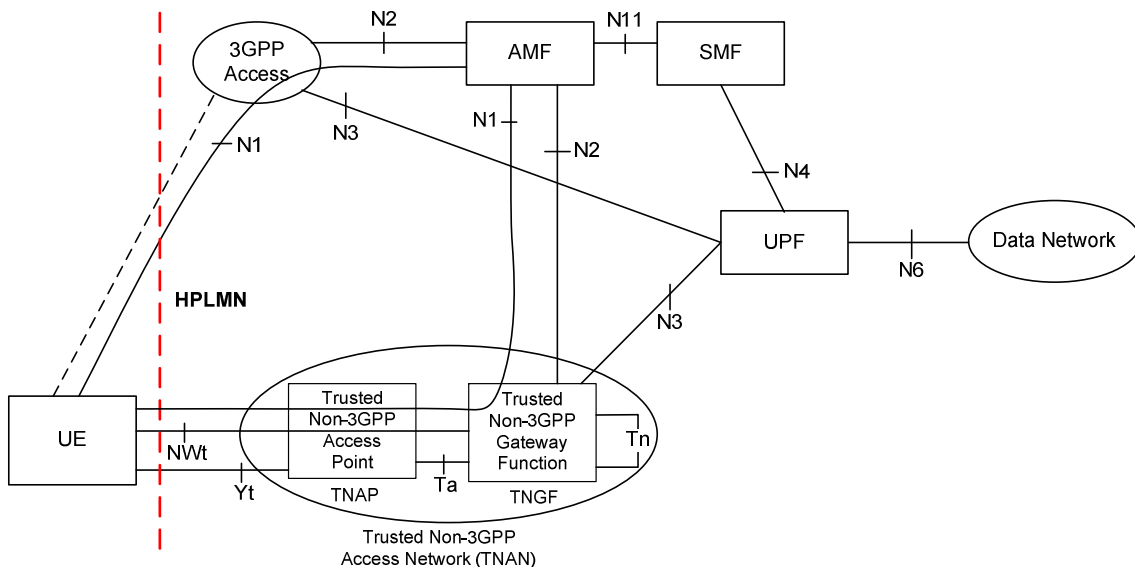 N2
N11
3GPP
Access
AMF
SMF
N1
N3
N1
N2
N4
UPF
Data Network
N6
HPLMN
N3
UE
Trusted
Non-3GPP
Access
Point
Trusted
Non-3GPP
Gateway
Function
Tn
NWt
Yt
Ta
TNAP
TNGF
Trusted Non-3GPP
Access Network (TNAN)